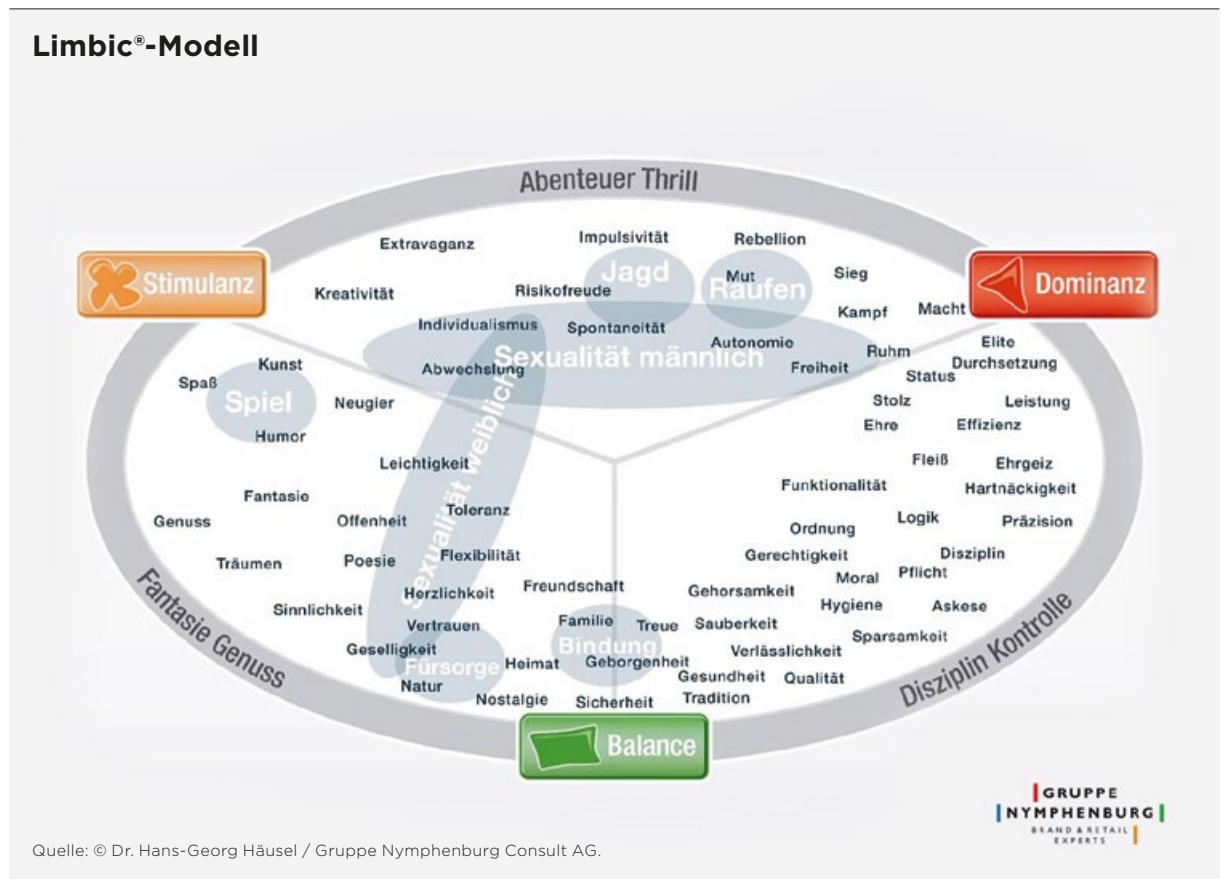 Limbic®-Modell
Abenteuer Thrill
Extravaganz
Impulsivität
Rebellion
Stimulanz
Jagd
Mut
Raufen
Sieg
Dominanz
Kreativität
Risikofreude
Kampf
Macht
Individualismus
Spontaneität
Autonomie
Sexualität männlich
Ruhm
Elite
Kunst
Abwechslung
Freiheit
Status
Durchsetzung
Spaß
Spiel
Neugier
Stolz
Leistung
Humor
Ehre
Effizienz
Sexualität weiblich
Leichtigkeit
Fleiß
Ehrgeiz
Fantasie
Funktionalität
Hartnäckigkeit
Genuss
Offenheit
Toleranz
Ordnung
Logik
Präzision
Träumen
Poesie
Flexibilität
Gerechtigkeit
Disziplin
Herzlichkeit
Freundschaft
Gehorsamkeit
Moral
Pflicht
Sinnlichkeit
Vertrauen
Familie
Treue
Sauberkeit
Hygiene
Askese
Geselligkeit
Fürsorge
Bindung
Verlässlichkeit
Sparsamkeit
Heimat
Geborgenheit
Gesundheit
Qualität
Natur
Nostalgie
Sicherheit
Tradition
Fantasie Genuss
Disziplin Kontrolle
Balance
GRUPPE
NYMPHENBURG
BRAND & RETAIL
EXPERTS
Quelle: © Dr. Hans-Georg Häusel / Gruppe Nymphenburg Consult AG.